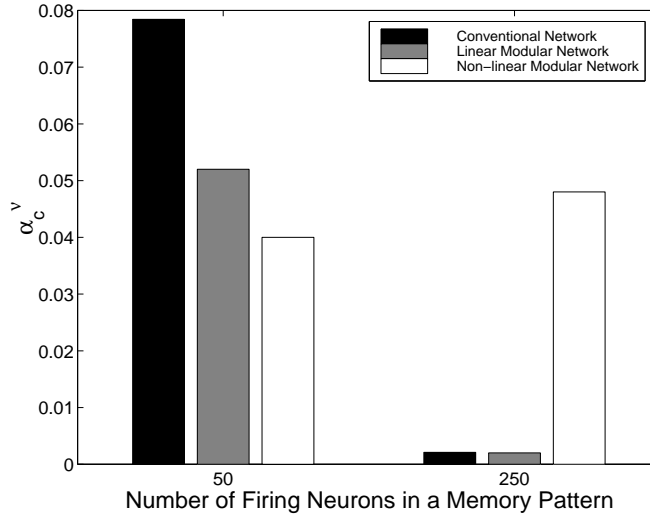 0.08
0.07
0.06
0.05
0.04
0.03
0.02
0.01
0
α_c^ν
Conventional Network
Linear Modular Network
Non−linear Modular Network
50
250
Number of Firing Neurons in a Memory Pattern